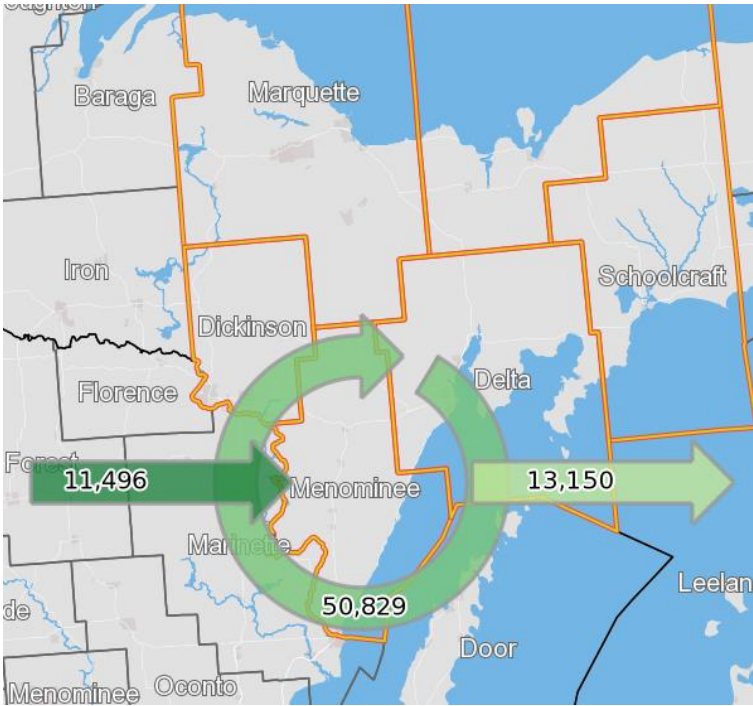 Baraga
Marquette
Iron
Schoolcraft
Dickinson
Florence
Delta
Forest
11,496
Menominee
13,150
Marinette
Leelan
50,829
de
Door
Menominee
Oconto